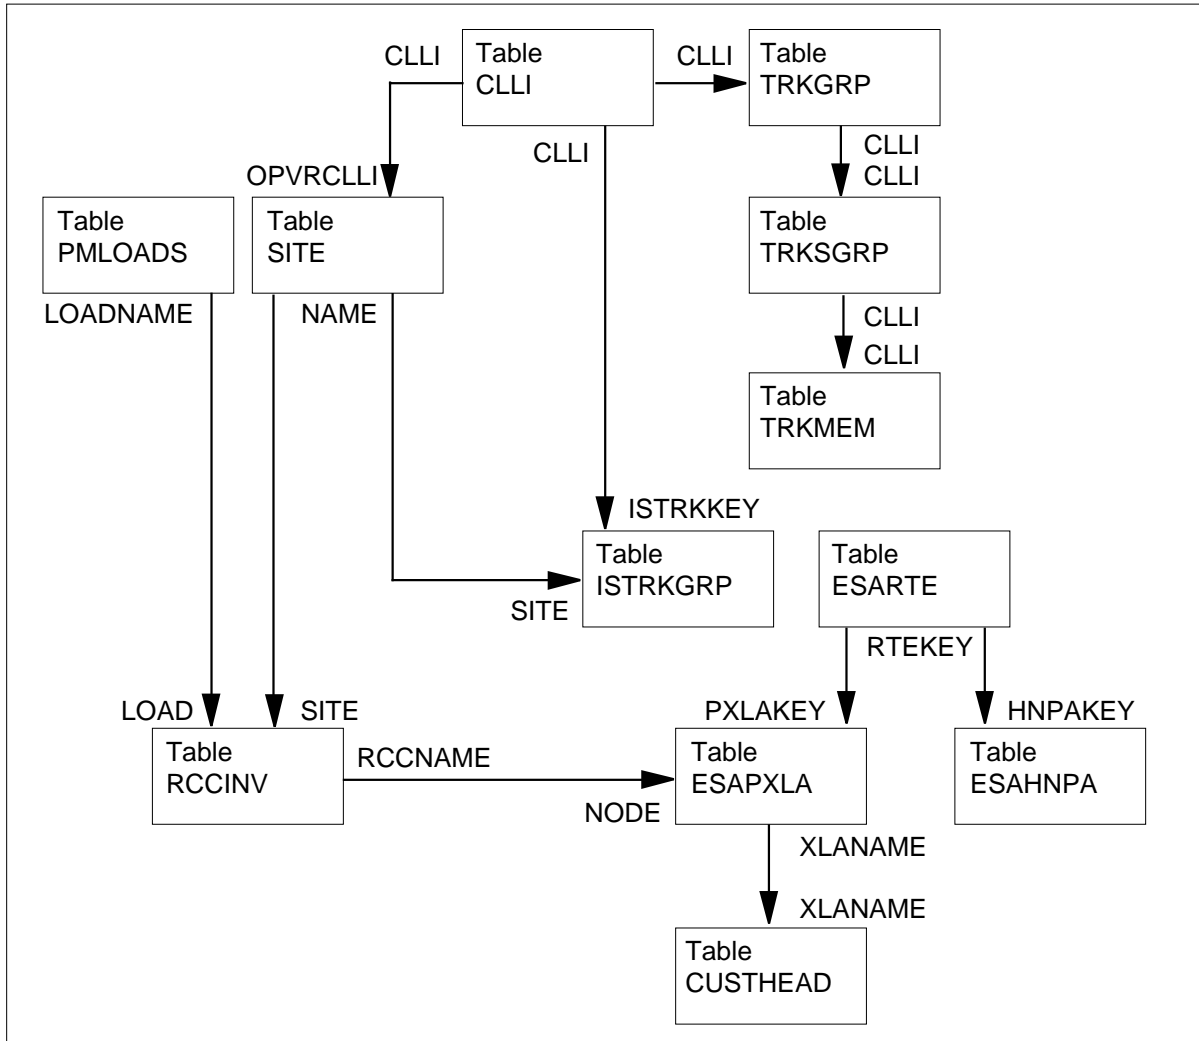 CLLI
Table
CLLI
CLLI
Table
TRKGRP
CLLI
CLLI
CLLI
OPVRCLLI
Table
PMLOADS
Table
SITE
Table
TRKSGRP
LOADNAME
NAME
CLLI
CLLI
Table
TRKMEM
ISTRKKEY
Table
ISTRKGRP
Table
ESARTE
SITE
RTEKEY
LOAD
SITE
PXLAKEY
HNPAKEY
Table
RCCINV
RCCNAME
Table
ESAPXLA
Table
ESAHNPA
NODE
XLANAME
XLANAME
Table
CUSTHEAD